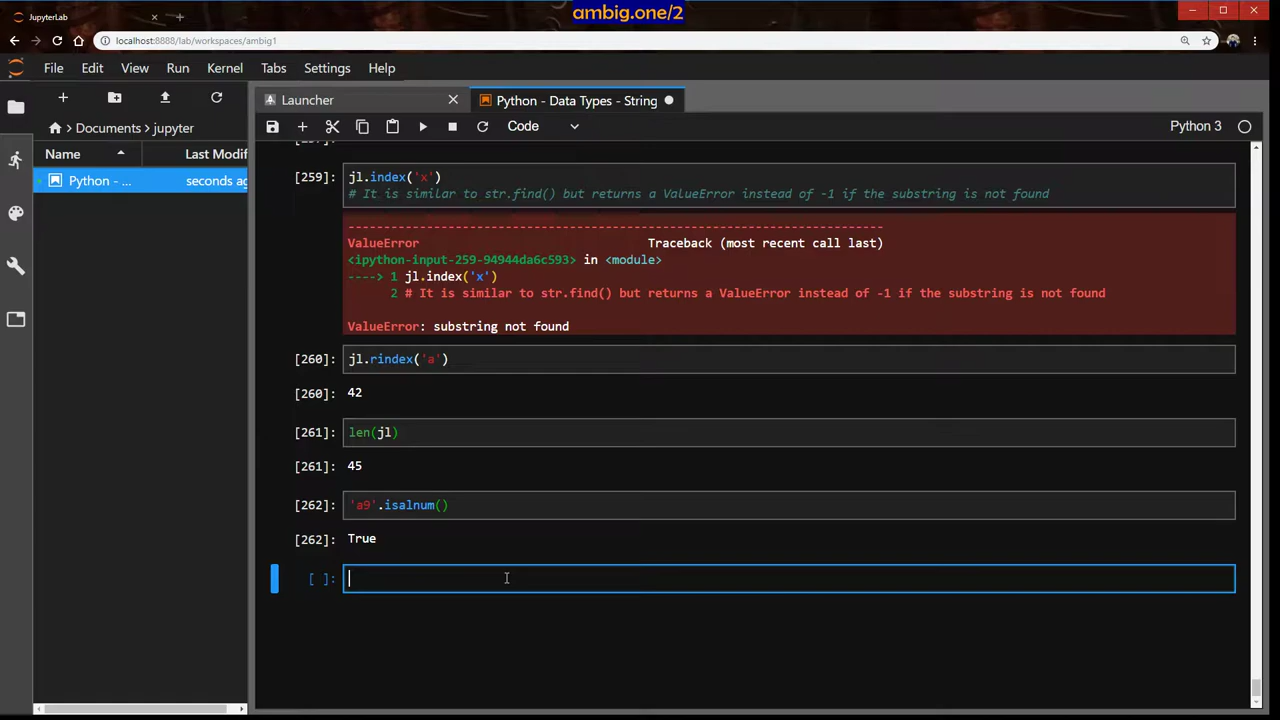 ambig.one/2
JupyterLab
localhost:8888/lab/workspaces/ambig1
File Edit View Run Kernel Tabs Settings Help
Launcher
Python - Data Types - String
Documents > jupyter
Code
Python 3
Name Last Modif
Python - ... seconds ag
[259]: jl.index('x')
# It is similar to str.find() but returns a ValueError instead of -1 if the substring is not found
---------------------------------------------------------------------------
ValueError Traceback (most recent call last)
<ipython-input-259-94944da6c593> in <module>
----> 1 jl.index('x')
2 # It is similar to str.find() but returns a ValueError instead of -1 if the substring is not found
ValueError: substring not found
[260]: jl.rindex('a')
[260]: 42
[261]: len(jl)
[261]: 45
[262]: 'a9'.isalnum()
[262]: True
[ ]: